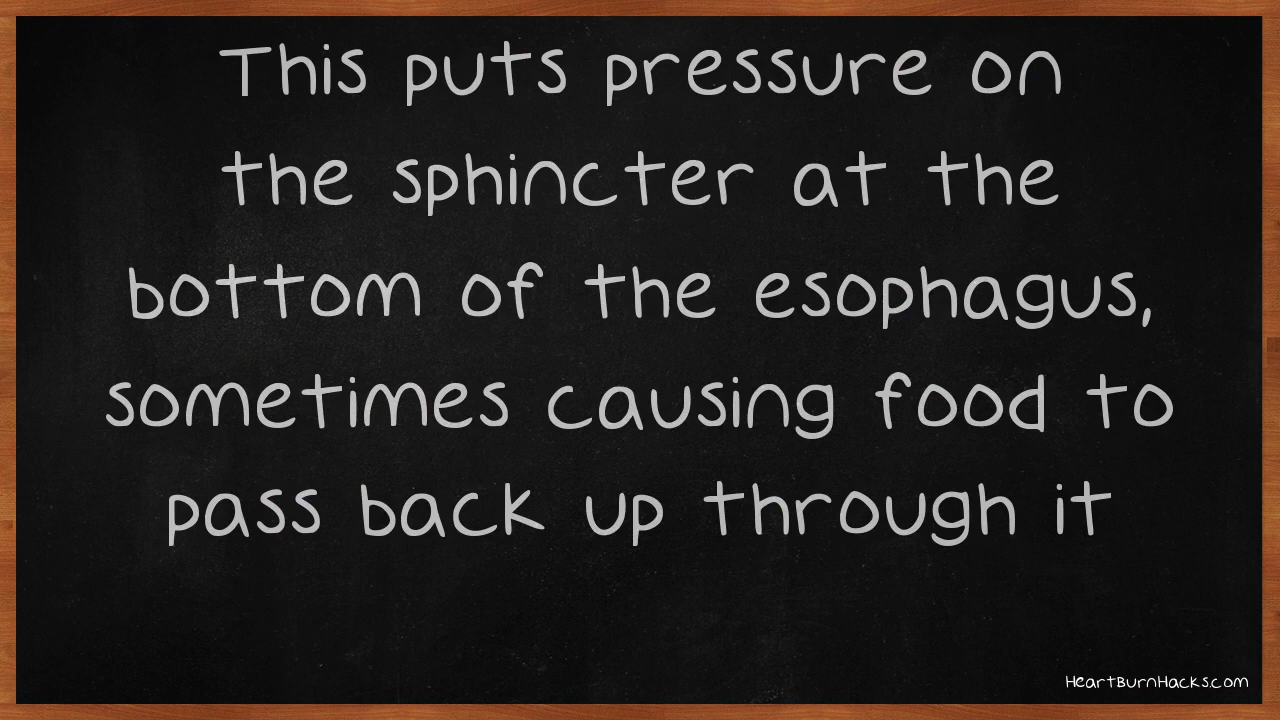 This puts pressure on
the sphincter at the
bottom of the esophagus,
sometimes causing food to
pass back up through it
HeartBurnHacks.com